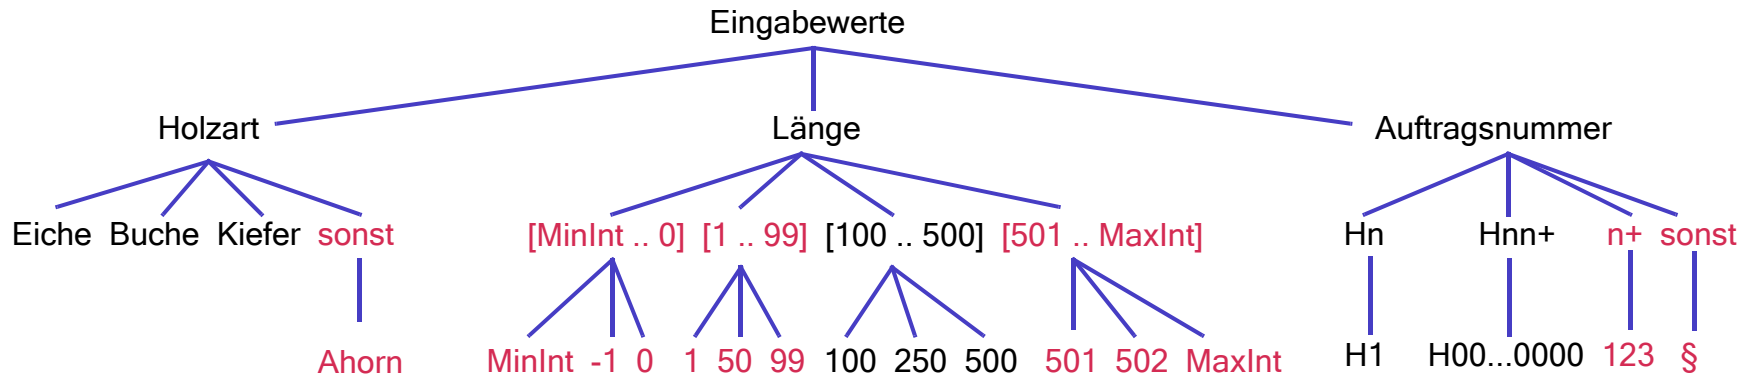 Eingabewerte
Holzart Länge Auftragsnummer
Eiche Buche Kiefer sonst [MinInt .. 0] [1 .. 99] [100 .. 500] [501 .. MaxInt] Hn Hnn+ n+ sonst
Ahorn MinInt -1 0 1 50 99 100 250 500 501 502 MaxInt H1 H00...0000 123 §